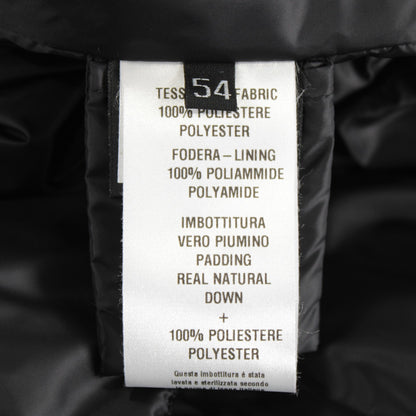 54
TESS FABRIC
100% POLIESTERE
POLYESTER
FODERA – LINING
100% POLIAMMIDE
POLYAMIDE
IMBOTTITURA
VERO PIUMINO
PADDING
REAL NATURAL
DOWN
+
100% POLIESTERE
POLYESTER
Questa imbottitura é stata
lavata e sterilizzata secondo